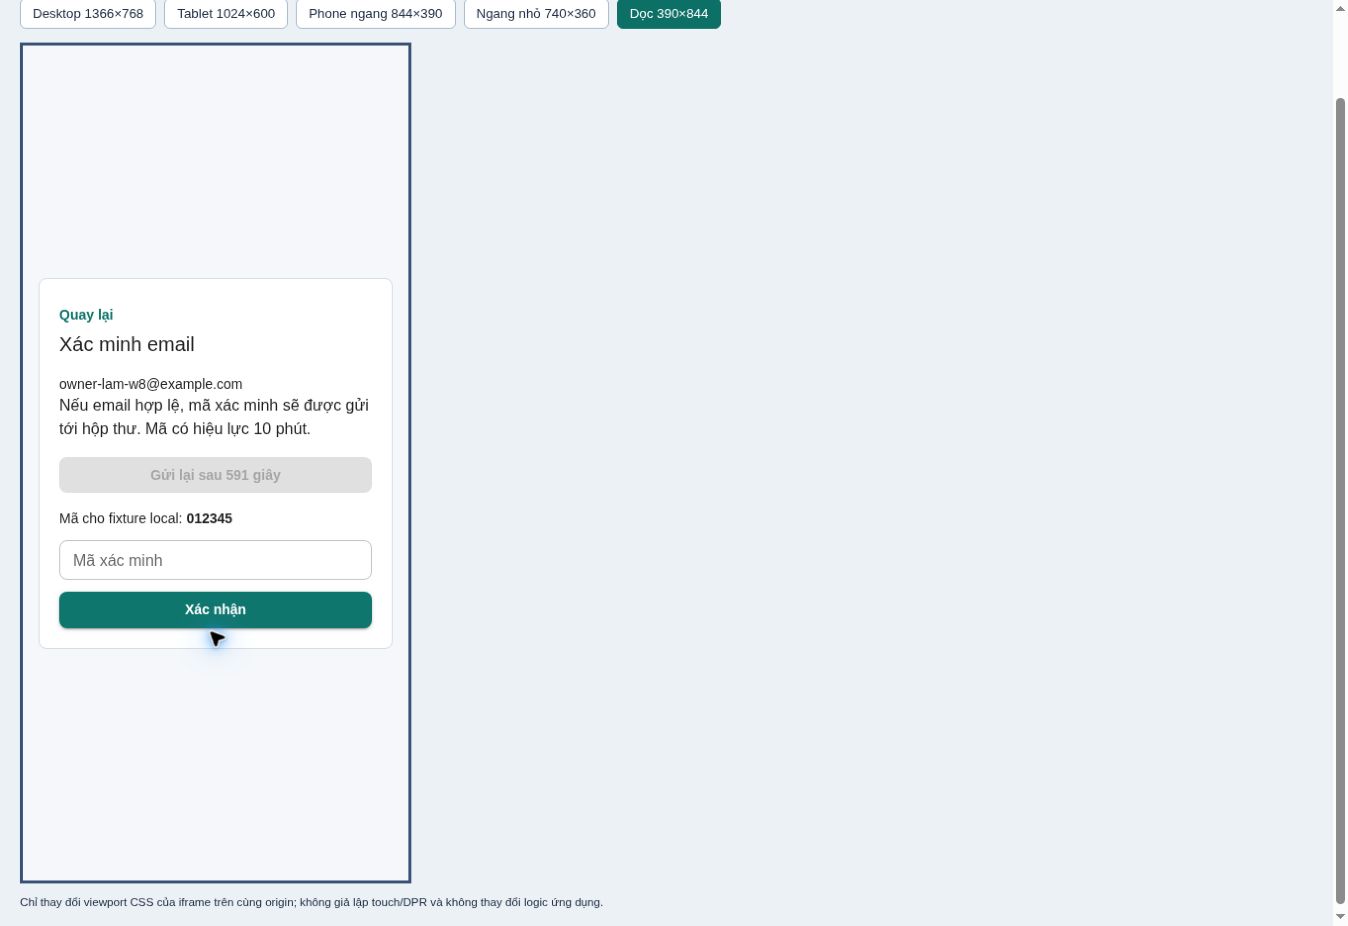 Desktop 1366×768
Tablet 1024×600
Phone ngang 844×390
Ngang nhỏ 740×360
Dọc 390×844
Quay lại
Xác minh email
owner-lam-w8@example.com
Nếu email hợp lệ, mã xác minh sẽ được gửi
tới hộp thư. Mã có hiệu lực 10 phút.
Gửi lại sau 591 giây
Mã cho fixture local: 012345
Mã xác minh
Xác nhận
Chỉ thay đổi viewport CSS của iframe trên cùng origin; không giả lập touch/DPR và không thay đổi logic ứng dụng.